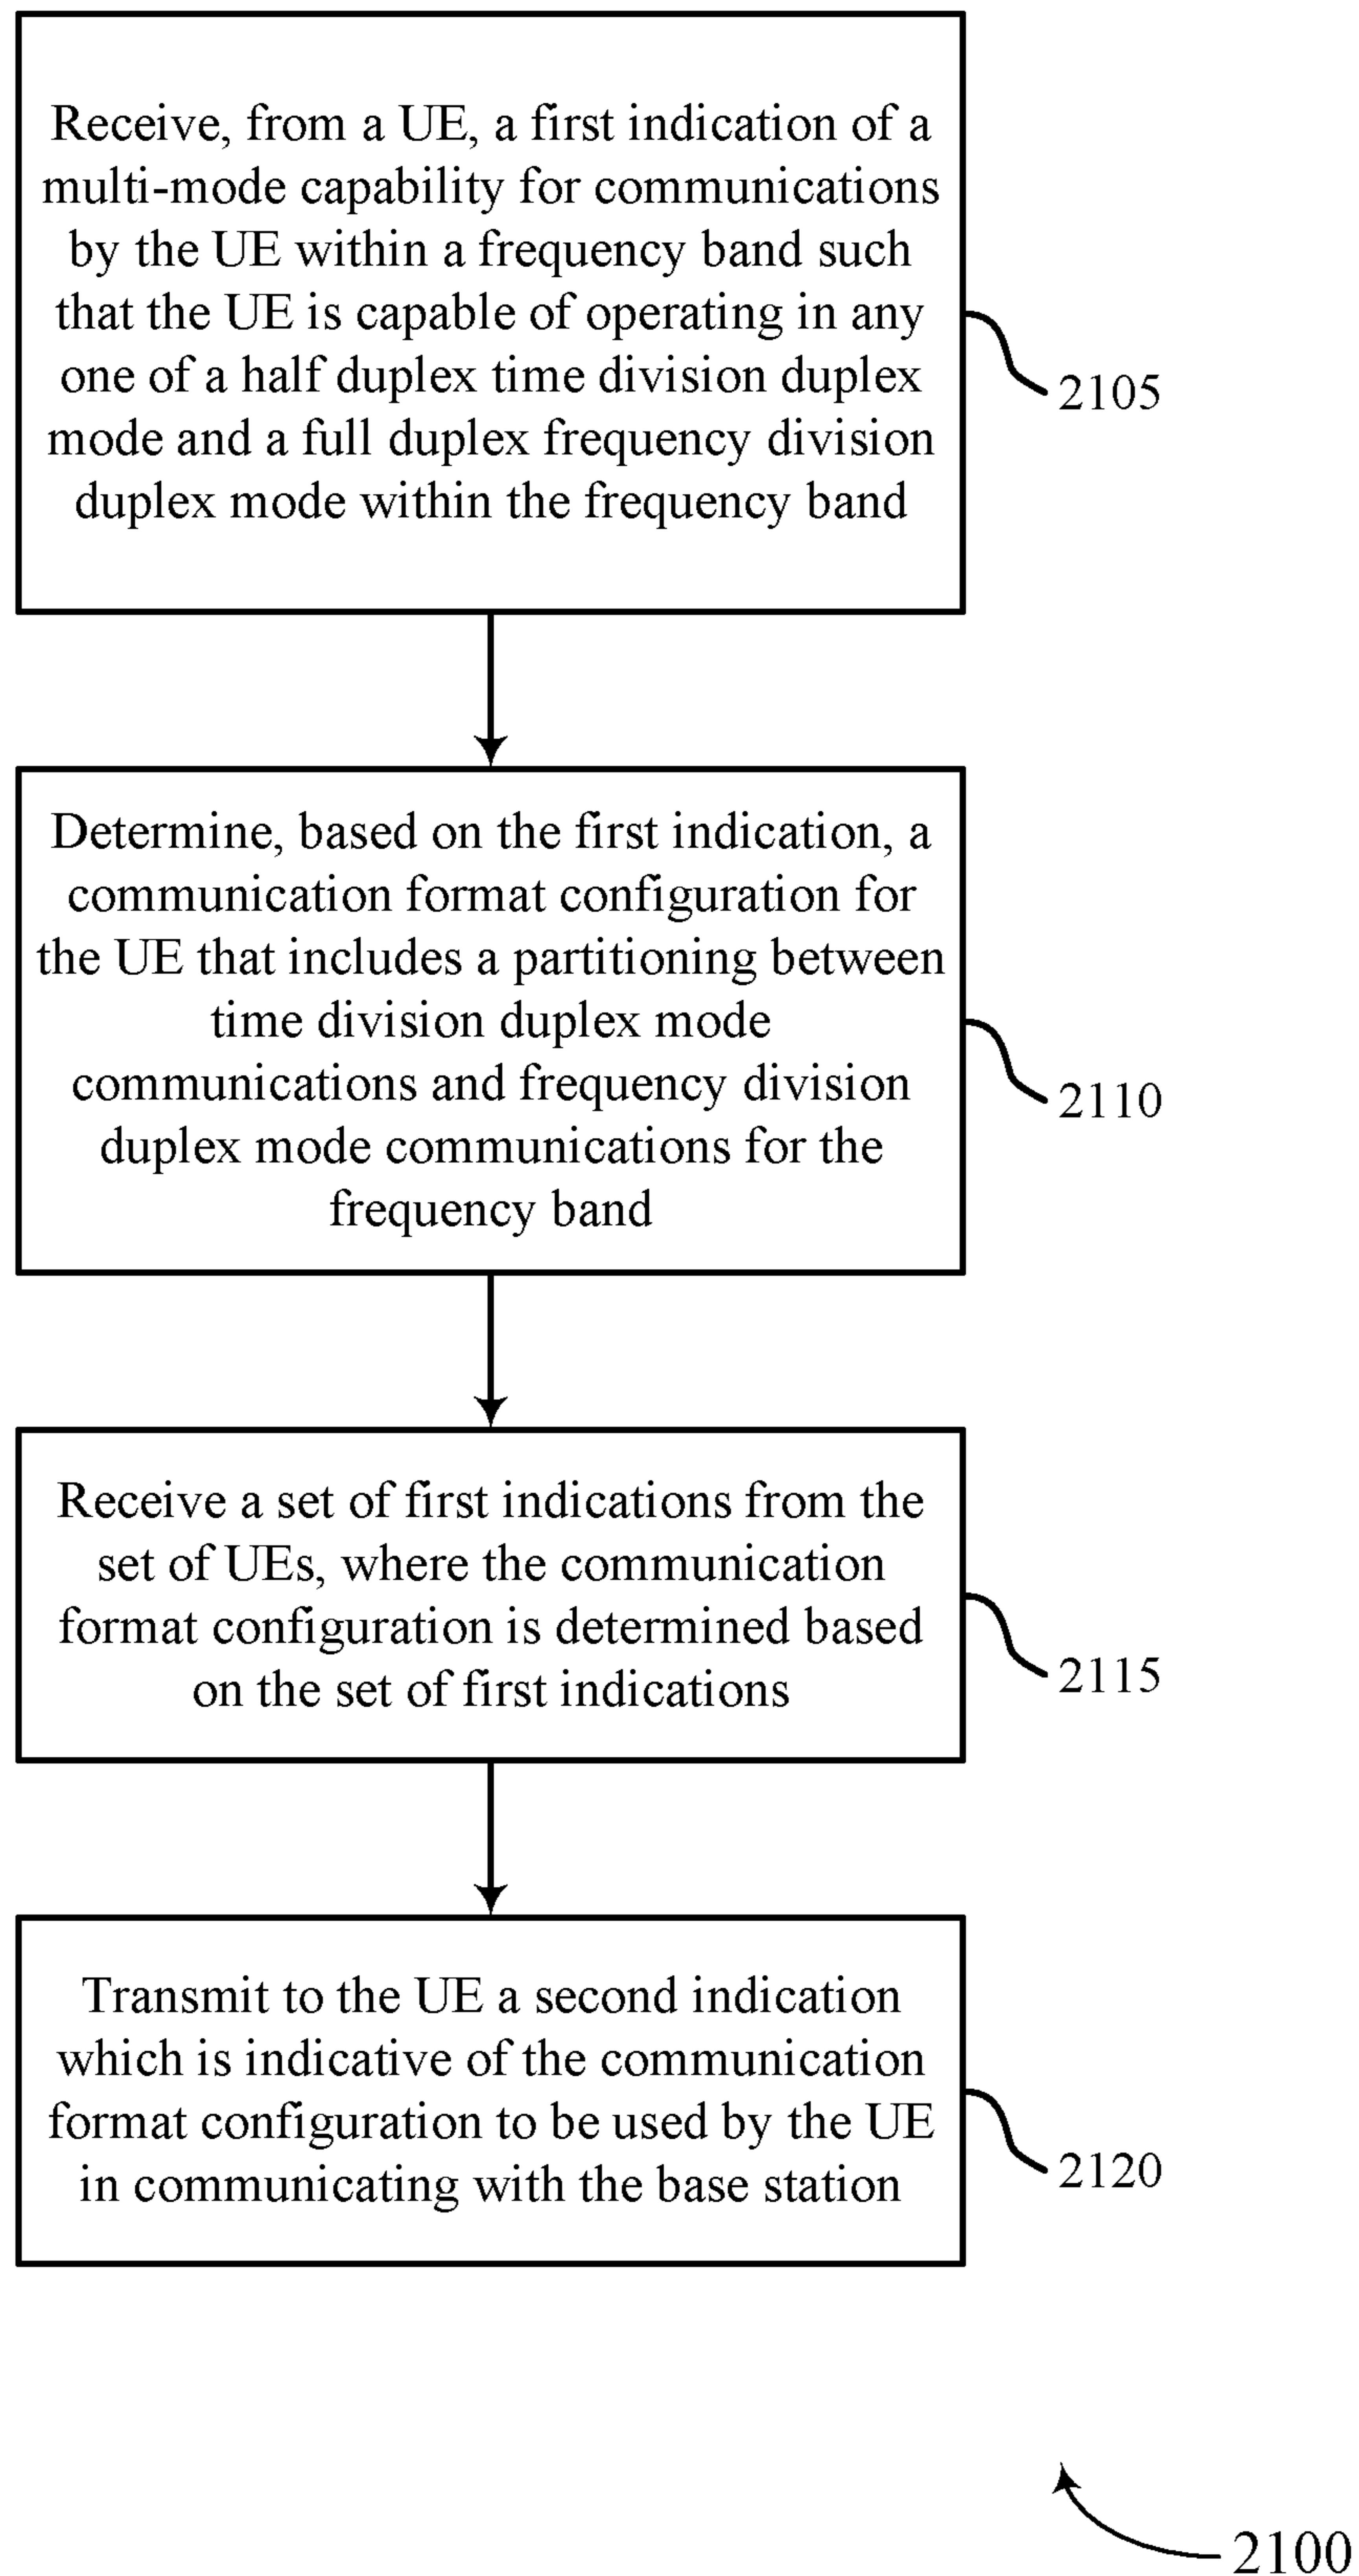 Receive, from a UE, a first indication of a
multi-mode capability for communications
by the UE within a frequency band such
that the UE is capable of operating in any
one of a half duplex time division duplex
mode and a full duplex frequency division
duplex mode within the frequency band
2105
Determine, based on the first indication, a
communication format configuration for
the UE that includes a partitioning between
time division duplex mode
communications and frequency division
duplex mode communications for the
frequency band
2110
Receive a set of first indications from the
set of UEs, where the communication
format configuration is determined based
on the set of first indications
2115
Transmit to the UE a second indication
which is indicative of the communication
format configuration to be used by the UE
in communicating with the base station
2120
2100